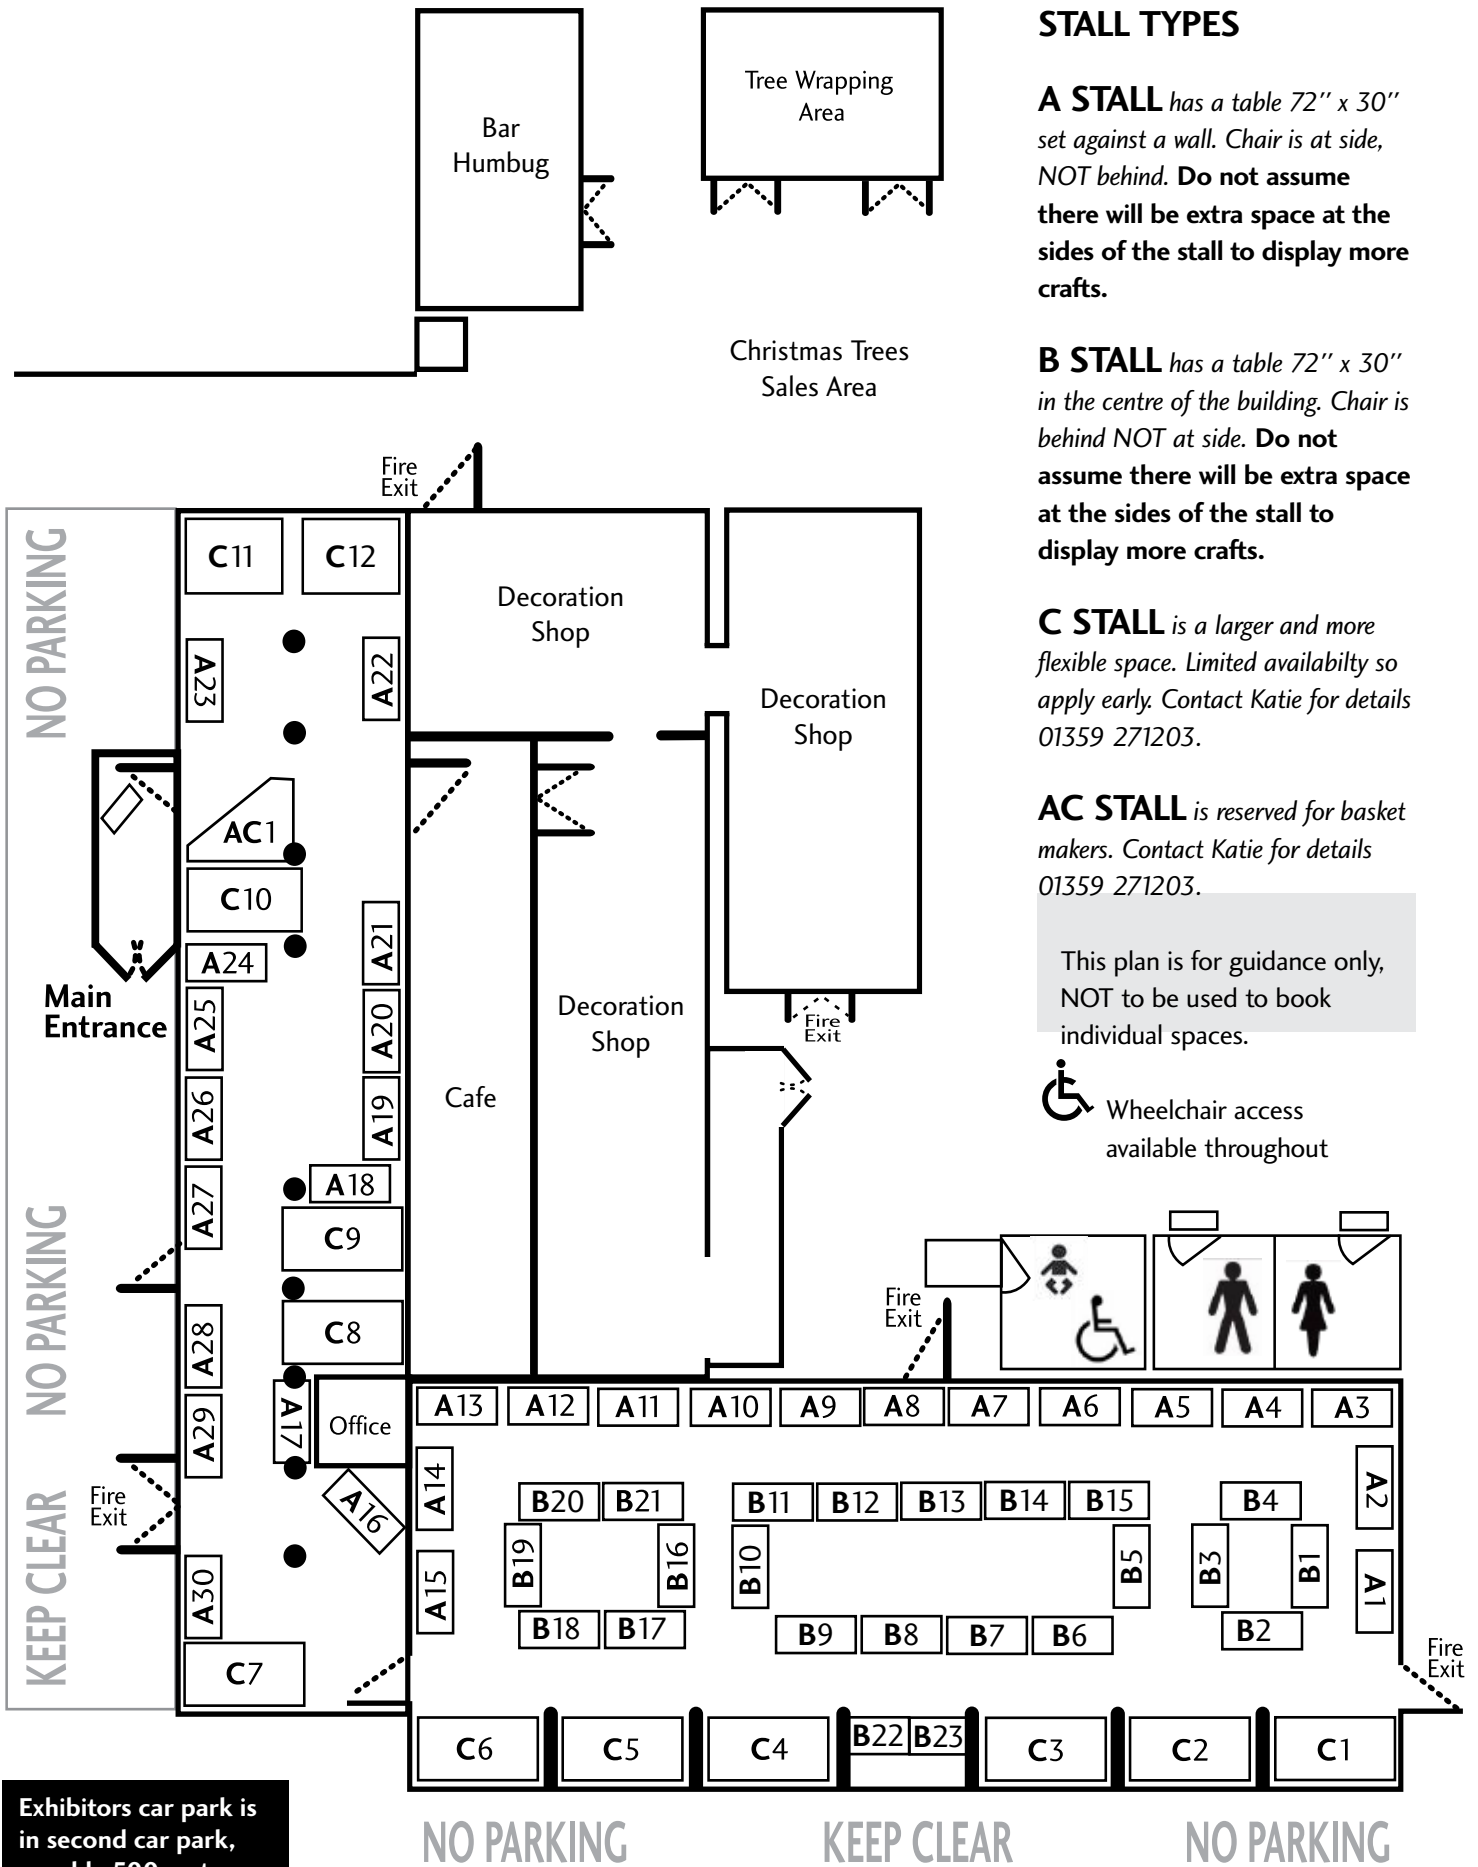 STALL TYPES
A STALL has a table 72’’ x 30’’
set against a wall. Chair is at side,
NOT behind. Do not assume
there will be extra space at the
sides of the stall to display more
crafts.
B STALL has a table 72’’ x 30’’
in the centre of the building. Chair is
behind NOT at side. Do not
assume there will be extra space
at the sides of the stall to
display more crafts.
C STALL is a larger and more
flexible space. Limited availabilty so
apply early. Contact Katie for details
01359 271203.
AC STALL is reserved for basket
makers. Contact Katie for details
01359 271203.
This plan is for guidance only,
NOT to be used to book
individual spaces.
Wheelchair access
available throughout
Bar
Humbug
Tree Wrapping
Area
Christmas Trees
Sales Area
Fire
Exit
NO PARKING
C11
C12
Decoration
Shop
Decoration
Shop
A23
A22
AC1
C10
A24
A21
Main
Entrance
A25
A20
Decoration
Shop
Fire
Exit
Cafe
A26
A19
A27
A18
C9
NO PARKING
C8
A28
Fire
Exit
A29
A17
Office
A16
Fire
Exit
KEEP CLEAR
A30
C7
A13
A12
A11
A10
A9
A8
A7
A6
A5
A4
A3
A14
A2
B20
B21
B11
B12
B13
B14
B15
B4
B19
B16
B10
B5
B3
B1
A15
A1
B18
B17
B9
B8
B7
B6
B2
Fire
Exit
C6
C5
C4
B22
B23
C3
C2
C1
NO PARKING
KEEP CLEAR
NO PARKING
Exhibitors car park is
in second car park,